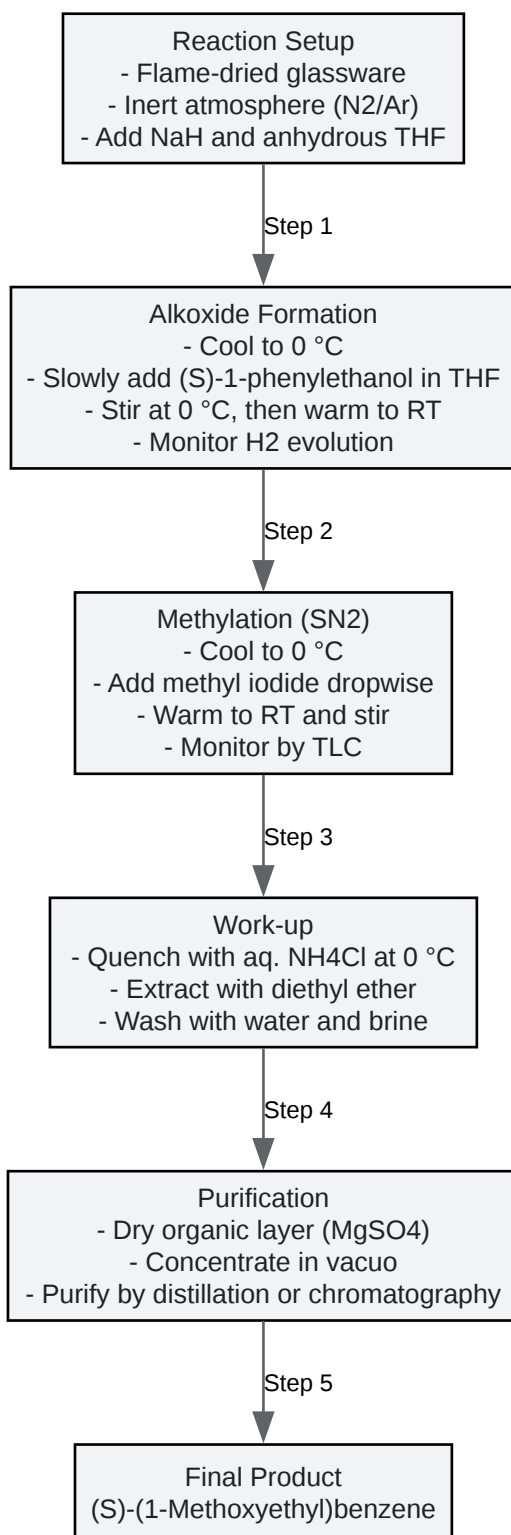 Reaction Setup
- Flame-dried glassware
- Inert atmosphere (N2/Ar)
- Add NaH and anhydrous THF
Step 1
Alkoxide Formation
- Cool to 0 °C
- Slowly add (S)-1-phenylethanol in THF
- Stir at 0 °C, then warm to RT
- Monitor H2 evolution
Step 2
Methylation (SN2)
- Cool to 0 °C
- Add methyl iodide dropwise
- Warm to RT and stir
- Monitor by TLC
Step 3
Work-up
- Quench with aq. NH4Cl at 0 °C
- Extract with diethyl ether
- Wash with water and brine
Step 4
Purification
- Dry organic layer (MgSO4)
- Concentrate in vacuo
- Purify by distillation or chromatography
Step 5
Final Product
(S)-(1-Methoxyethyl)benzene